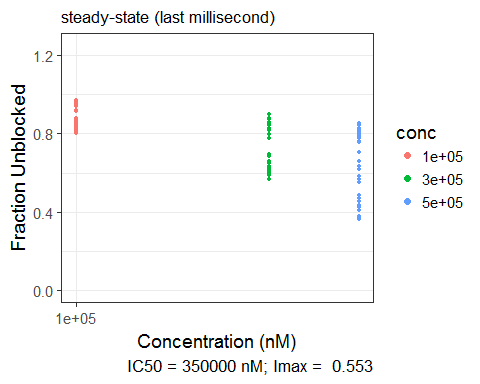 steady-state (last millisecond)
1.2
0.8
0.4
0.0
Fraction Unblocked
1e+05
Concentration (nM)
IC50 = 350000 nM; Imax =  0.553
conc
1e+05
3e+05
5e+05